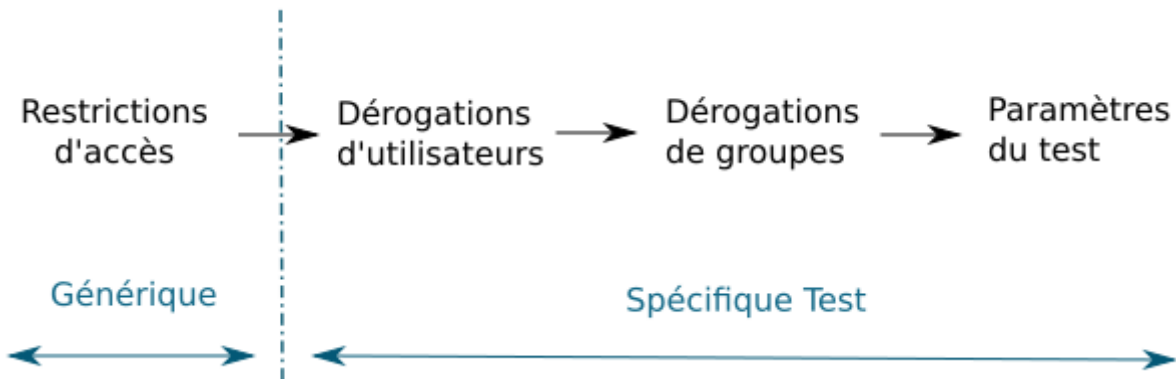 Restrictions
d'accès
Dérogations
d'utilisateurs
Dérogations
de groupes
Paramètres
du test
Générique
Spécifique Test